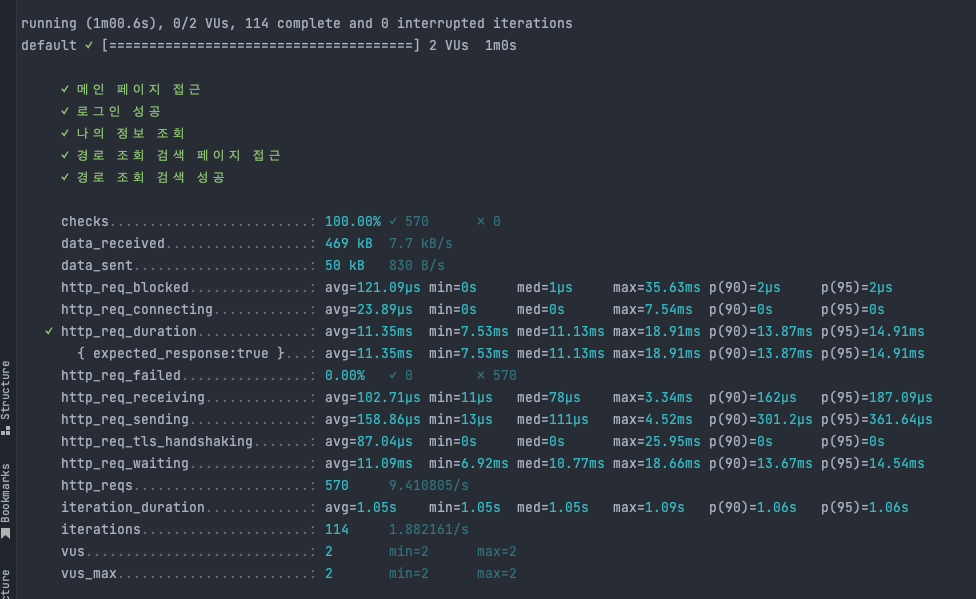 running (1m00.6s), 0/2 VUs, 114 complete and 0 interrupted iterations
default ✓ [======================================] 2 VUs  1m0s
✓ 메인 페이지 접근
✓ 로그인 성공
✓ 나의 정보 조회
✓ 경로 조회 검색 페이지 접근
✓ 경로 조회 검색 성공
checks.........................: 100.00% ✓ 570      ✗ 0
data_received..................: 469 kB  7.7 kB/s
data_sent......................: 50 kB   830 B/s
http_req_blocked...............: avg=121.09µs min=0s     med=1µs     max=35.63ms p(90)=2µs     p(95)=2µs
http_req_connecting............: avg=23.89µs  min=0s     med=0s      max=7.54ms  p(90)=0s      p(95)=0s
✓ http_req_duration..............: avg=11.35ms  min=7.53ms med=11.13ms max=18.91ms p(90)=13.87ms p(95)=14.91ms
{ expected_response:true }...: avg=11.35ms  min=7.53ms med=11.13ms max=18.91ms p(90)=13.87ms p(95)=14.91ms
http_req_failed................: 0.00%   ✓ 0        ✗ 570
http_req_receiving.............: avg=102.71µs min=11µs   med=78µs    max=3.34ms  p(90)=162µs   p(95)=187.09µs
http_req_sending...............: avg=158.86µs min=13µs   med=111µs   max=4.52ms  p(90)=301.2µs p(95)=361.64µs
http_req_tls_handshaking.......: avg=87.04µs  min=0s     med=0s      max=25.95ms p(90)=0s      p(95)=0s
http_req_waiting...............: avg=11.09ms  min=6.92ms med=10.77ms max=18.66ms p(90)=13.67ms p(95)=14.54ms
http_reqs......................: 570     9.410805/s
iteration_duration.............: avg=1.05s    min=1.05s  med=1.05s   max=1.09s   p(90)=1.06s   p(95)=1.06s
iterations.....................: 114     1.882161/s
vus............................: 2       min=2      max=2
vus_max........................: 2       min=2      max=2
Structure
Bookmarks
cture